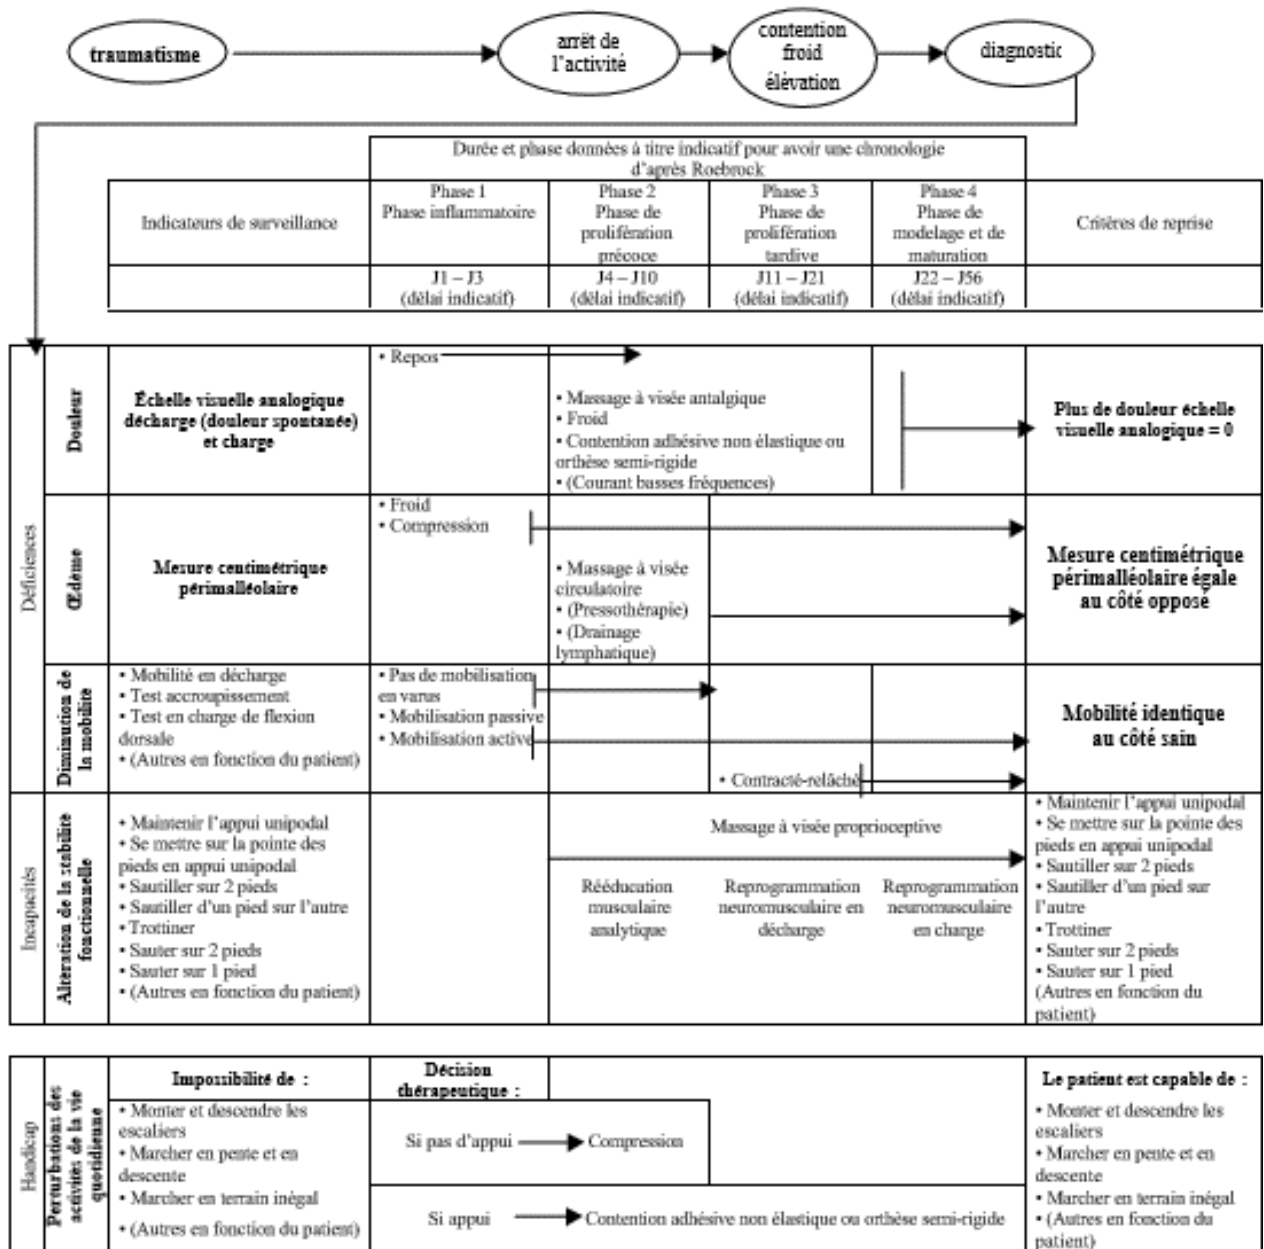 traumatisme
arrêt de
l'activité
contention
froid
élévation
diagnostic
Durée et phase données à titre indicatif pour avoir une chronologie
d'après Roebrock
Indicateurs de surveillance
Phase 1
Phase inflammatoire
Phase 2
Phase de
prolifération
précoce
Phase 3
Phase de
prolifération
tardive
Phase 4
Phase de
modelage et de
maturation
Critères de reprise
J1 – J3
(délai indicatif)
J4 – J10
(délai indicatif)
J11 – J21
(délai indicatif)
J22 – J56
(délai indicatif)
Déficiences
Douleur
Échelle visuelle analogique
décharge (douleur spontanée)
et charge
• Repos
• Massage à visée antalgique
• Froid
• Contention adhésive non élastique ou
orthèse semi-rigide
• (Courant basses fréquences)
Plus de douleur échelle
visuelle analogique = 0
Œdème
Mesure centimétrique
périmalléolaire
• Froid
• Compression
• Massage à visée
circulatoire
• (Pressothérapie)
• (Drainage
lymphatique)
Mesure centimétrique
périmalléolaire égale
au côté opposé
Diminution de
la mobilité
• Mobilité en décharge
• Test accroupissement
• Test en charge de flexion
dorsale
• (Autres en fonction du patient)
• Pas de mobilisation
en varus
• Mobilisation passive
• Mobilisation active
• Contracté-relâché
Mobilité identique
au côté sain
Incapacités
Altération de la stabilité
fonctionnelle
• Maintenir l'appui unipodal
• Se mettre sur la pointe des
pieds en appui unipodal
• Sautiller sur 2 pieds
• Sautiller d'un pied sur l'autre
• Trottiner
• Sauter sur 2 pieds
• Sauter sur 1 pied
• (Autres en fonction du patient)
Massage à visée proprioceptive
Rééducation
musculaire
analytique
Reprogrammation
neuromusculaire en
décharge
Reprogrammation
neuromusculaire
en charge
• Maintenir l'appui unipodal
• Se mettre sur la pointe des
pieds en appui unipodal
• Sautiller sur 2 pieds
• Sautiller d'un pied sur
l'autre
• Trottiner
• Sauter sur 2 pieds
• Sauter sur 1 pied
(Autres en fonction du
patient)
Handicap
Perturbations des
activités de la vie
quotidienne
Impossibilité de :
• Monter et descendre les
escaliers
• Marcher en pente et en
descente
• Marcher en terrain inégal
• (Autres en fonction du patient)
Décision
thérapeutique :
Si pas d'appui
Compression
Si appui
Contention adhésive non élastique ou orthèse semi-rigide
Le patient est capable de :
• Monter et descendre les
escaliers
• Marcher en pente et en
descente
• Marcher en terrain inégal
• (Autres en fonction du
patient)